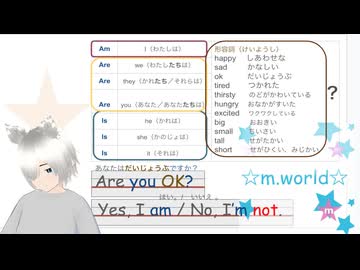 Am I（わたしは）
Are we（わたしたちは）
Are they（かれたち／それらは）
Are you（あなた／あなたたちは）
Is he（かれは）
Is she（かのじょは）
Is it（それは）
形容詞（けいようし）
happy しあわせな
sad かなしい
ok だいじょうぶ
tired つかれた
thirsty のどがかわいている
hungry おなかがすいた
excited ワクワクしている
big おおきい
small ちいさい
tall せがたかい
short せがひくい、みじかい
?
あなたはだいじょうぶですか？
Are you OK?
はい。/ いいえ。
Yes, I am / No, I'm not.
☆m.world☆
m